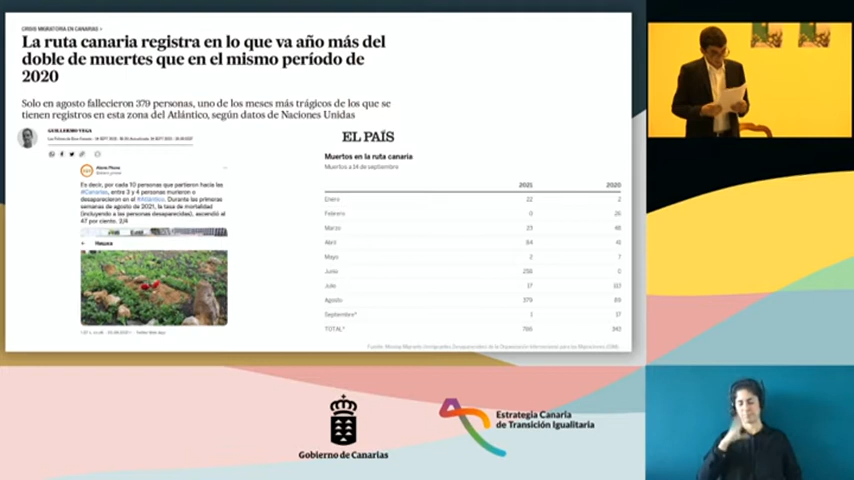 CRISIS MIGRATORIA EN CANARIAS >
La ruta canaria registra en lo que va año más del
doble de muertes que en el mismo período de
2020
Solo en agosto fallecieron 379 personas, uno de los meses más trágicos de los que se
tienen registros en esta zona del Atlántico, según datos de Naciones Unidas
GUILLERMO VEGA
EL PAÍS
Muertos en la ruta canaria
Muertos a 14 de septiembre
2021 2020
Enero 22 2
Febrero 0 26
Marzo 23 48
Abril 64 41
Mayo 2 7
Junio 256 0
Julio 17
Agosto 379 89
Septiembre* 1 17
TOTAL*
Es decir, por cada 10 personas que partieron hacia las
#Canarias, entre 3 y 4 personas murieron o
desaparecieron en el #Atlántico. Durante las primeras
semanas de agosto de 2021, la tasa de mortalidad
(incluyendo a las personas desaparecidas), ascendió al
47 por ciento. 2/4
Gobierno de Canarias
Estrategia Canaria
de Transición Igualitaria